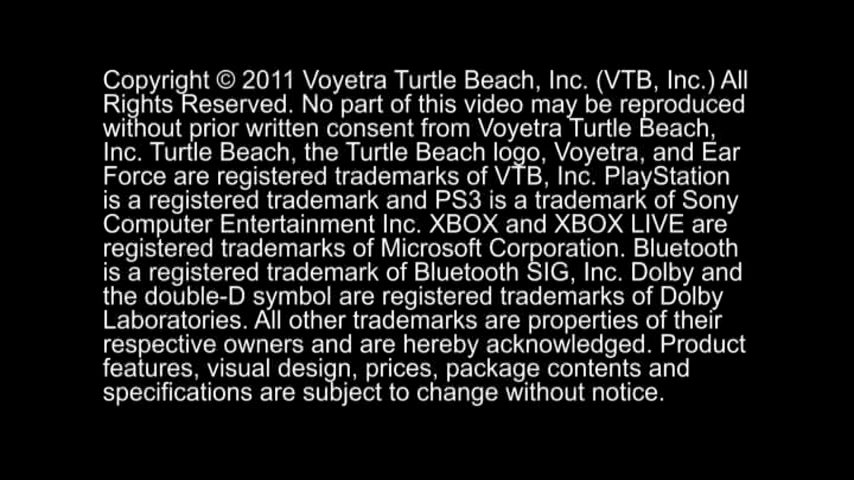 Copyright © 2011 Voyetra Turtle Beach, Inc. (VTB, Inc.) All
Rights Reserved. No part of this video may be reproduced
without prior written consent from Voyetra Turtle Beach,
Inc. Turtle Beach, the Turtle Beach logo, Voyetra, and Ear
Force are registered trademarks of VTB, Inc. PlayStation
is a registered trademark and PS3 is a trademark of Sony
Computer Entertainment Inc. XBOX and XBOX LIVE are
registered trademarks of Microsoft Corporation. Bluetooth
is a registered trademark of Bluetooth SIG, Inc. Dolby and
the double-D symbol are registered trademarks of Dolby
Laboratories. All other trademarks are properties of their
respective owners and are hereby acknowledged. Product
features, visual design, prices, package contents and
specifications are subject to change without notice.